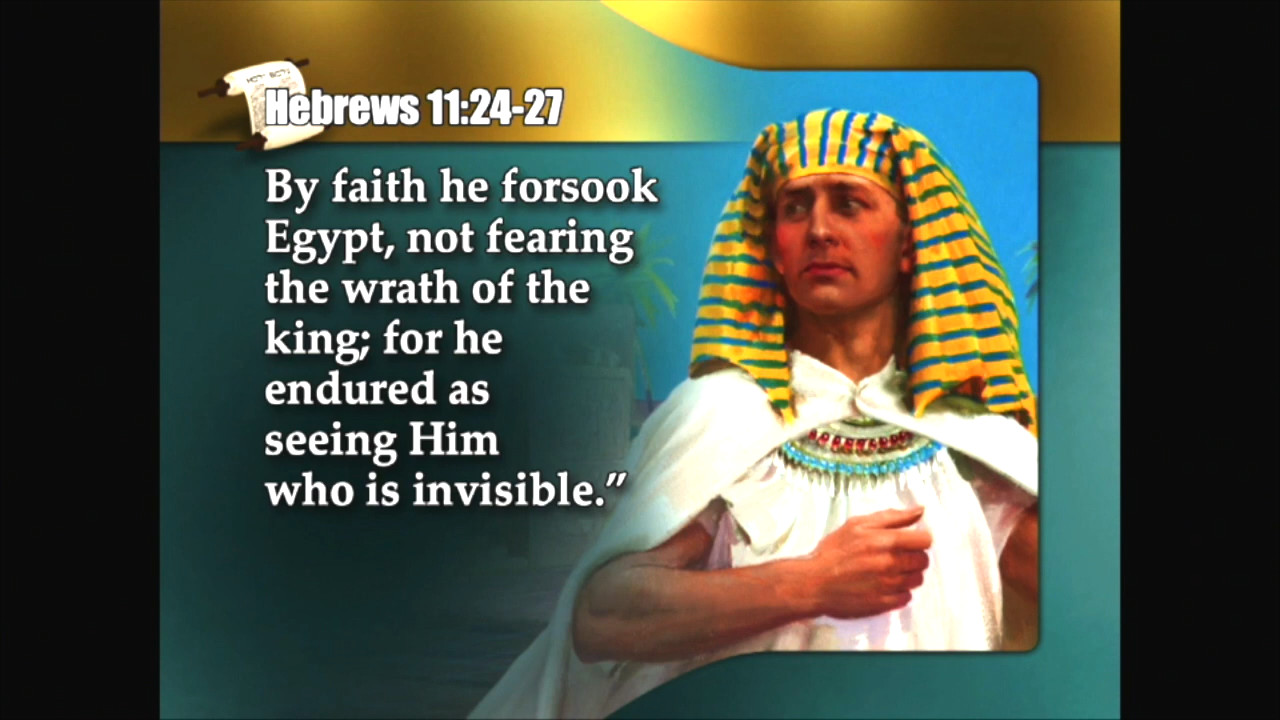 Hebrews 11:24-27
By faith he forsook
Egypt, not fearing
the wrath of the
king; for he
endured as
seeing Him
who is invisible.”